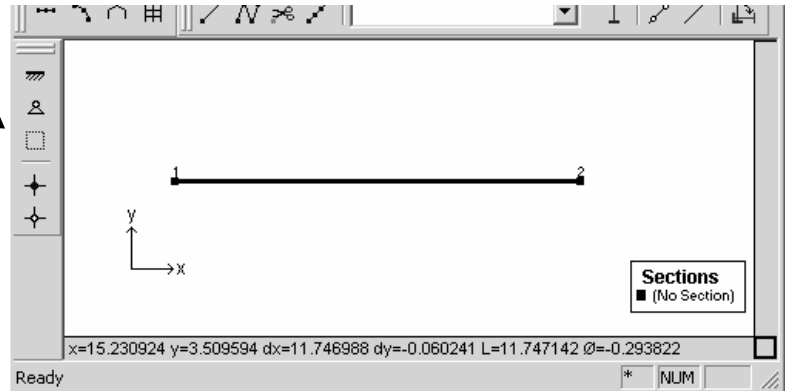 1 2
y
x
Sections
(No Section)
x=15.230924 y=3.509594 dx=11.746988 dy=-0.060241 L=11.747142 Ø=-0.293822
Ready * NUM